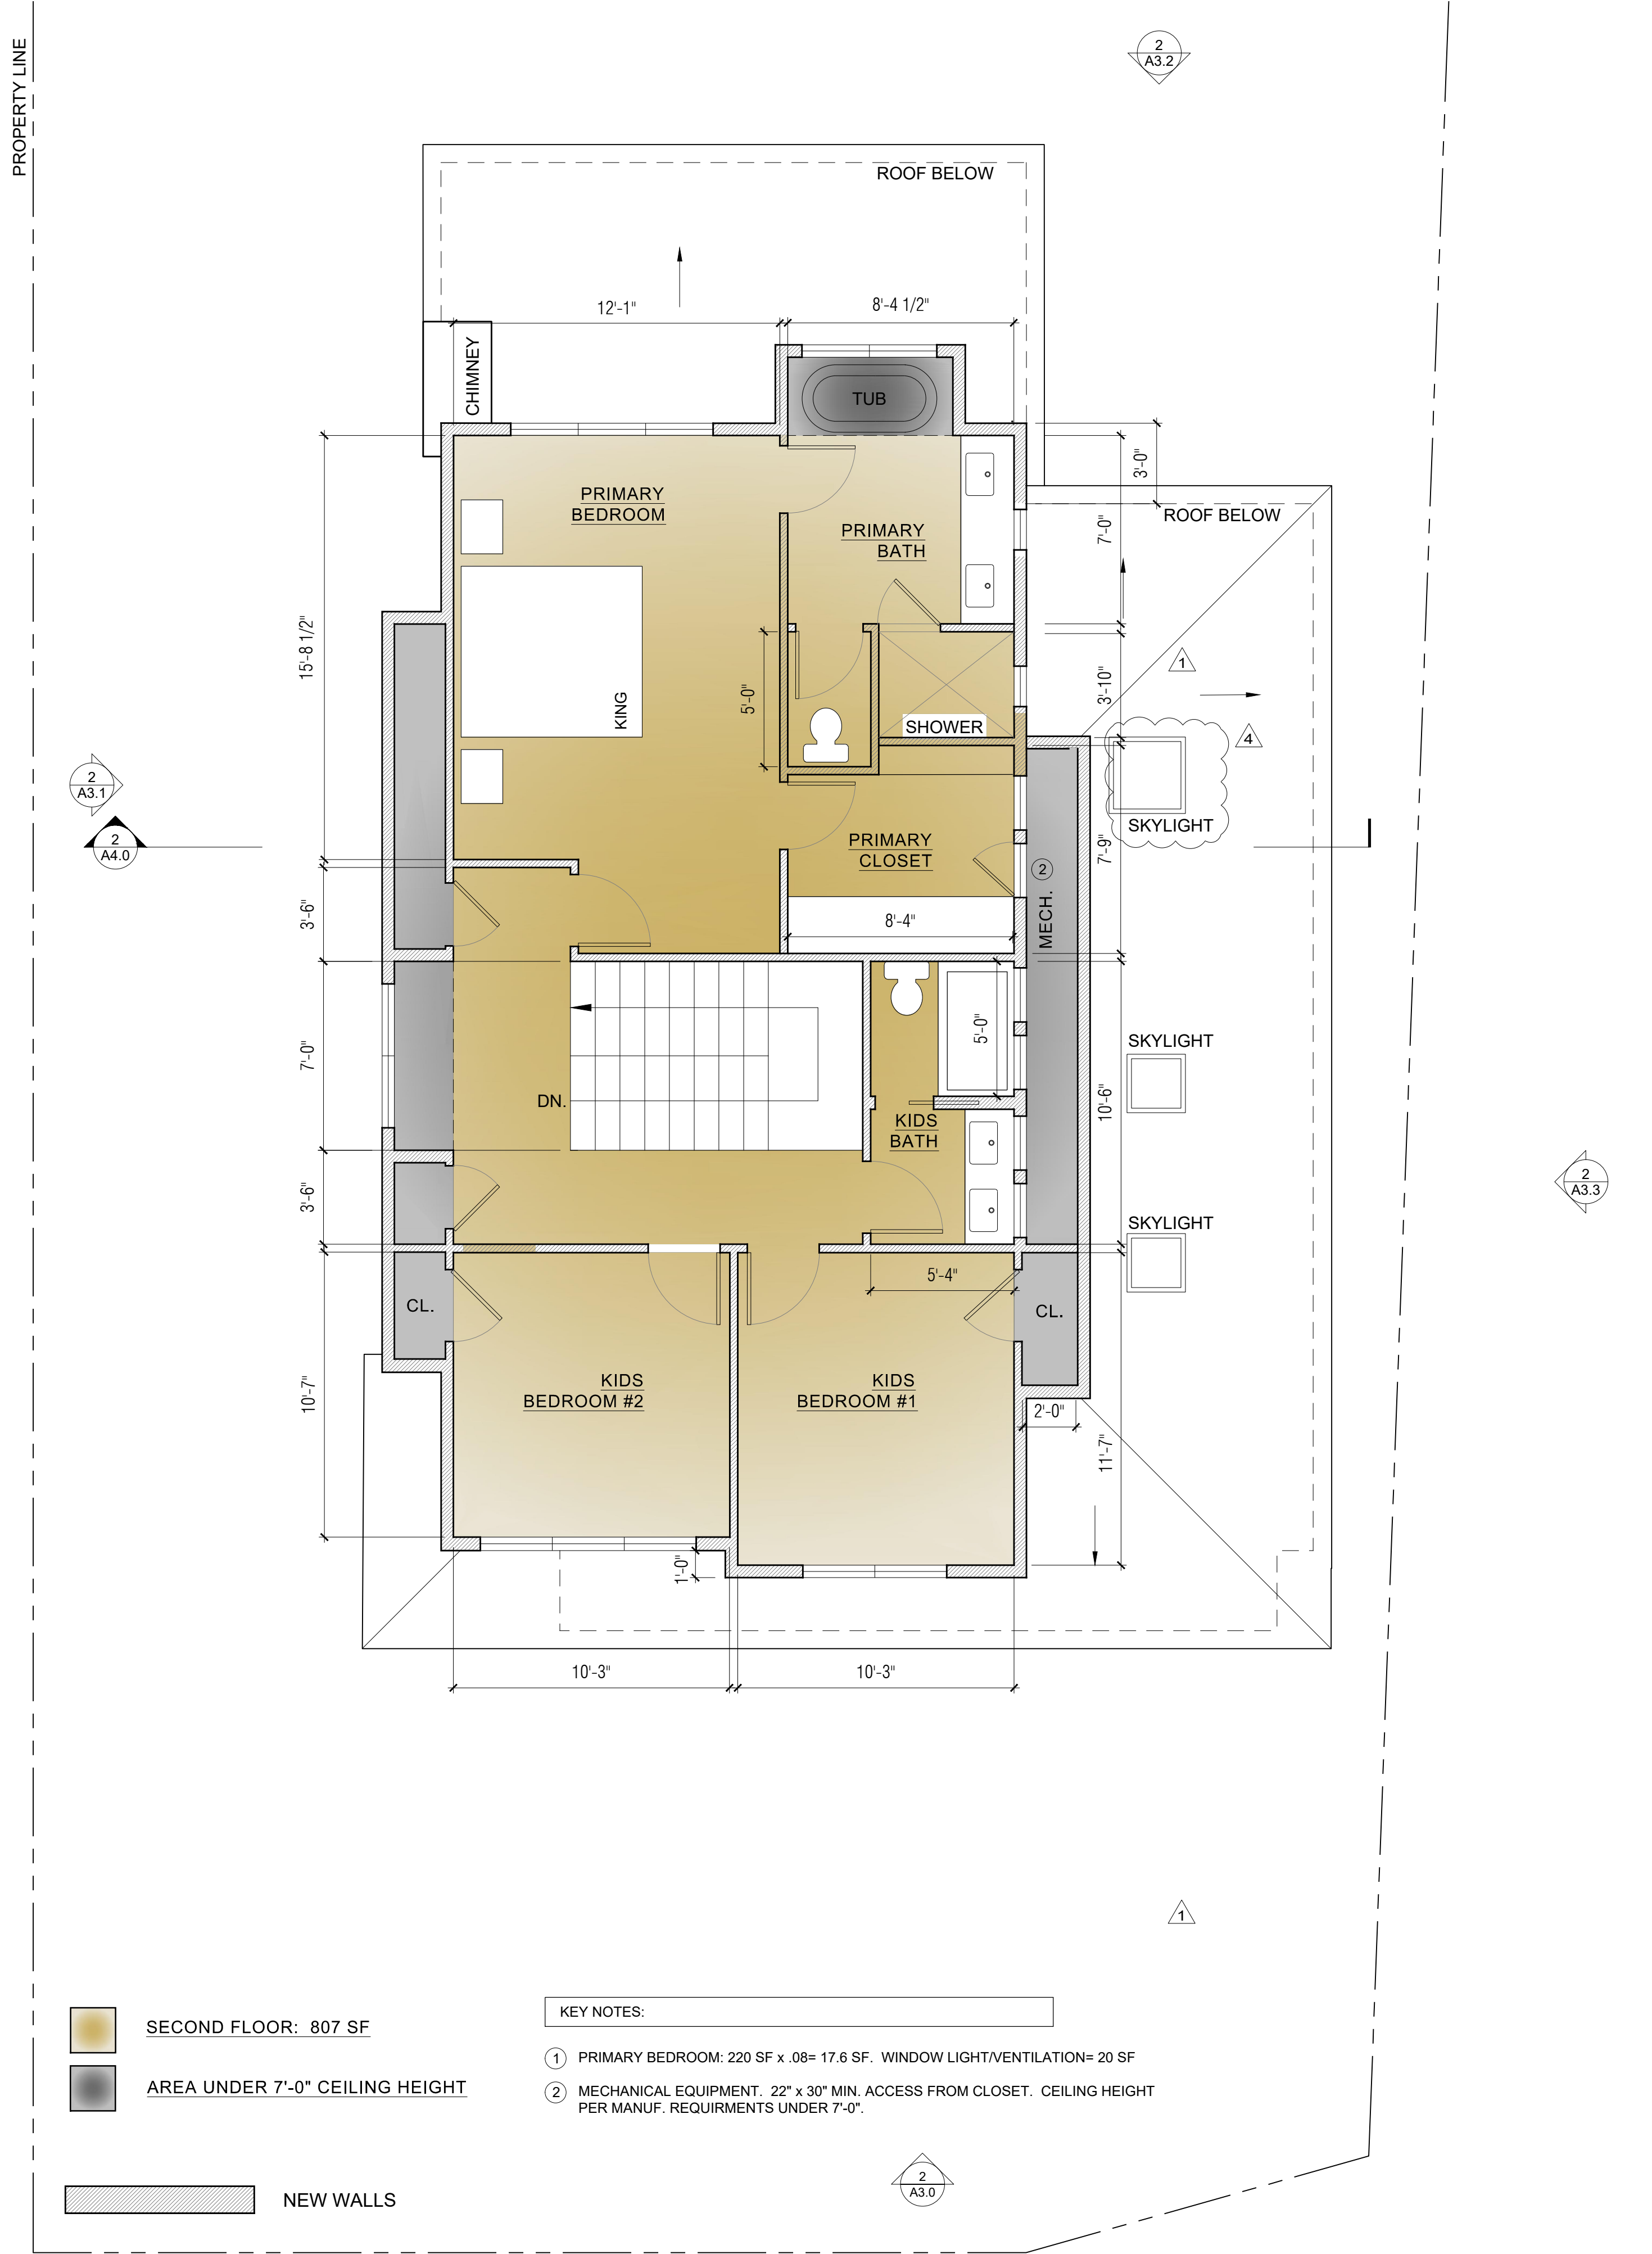 PROPERTY LINE
2
A3.2
ROOF BELOW
12'-1"
8'-4 1/2"
CHIMNEY
TUB
3'-0"
PRIMARY
BEDROOM
ROOF BELOW
7'-0"
PRIMARY
BATH
15'-8 1/2"
1
3'-10"
5'-0"
KING
SHOWER
4
2
A3.1
SKYLIGHT
2
A4.0
PRIMARY
CLOSET
7'-9"
2
MECH.
3'-6"
8'-4"
7'-0"
5'-0"
SKYLIGHT
DN.
10'-6"
KIDS
BATH
2
A3.3
3'-6"
SKYLIGHT
5'-4"
CL.
CL.
10'-7"
KIDS
BEDROOM #2
KIDS
BEDROOM #1
2'-0"
11'-7"
1'-0"
10'-3"
10'-3"
1
SECOND FLOOR: 807 SF
AREA UNDER 7'-0" CEILING HEIGHT
NEW WALLS
KEY NOTES:
1 PRIMARY BEDROOM: 220 SF x .08= 17.6 SF. WINDOW LIGHT/VENTILATION= 20 SF
2 MECHANICAL EQUIPMENT. 22" x 30" MIN. ACCESS FROM CLOSET. CEILING HEIGHT
PER MANUF. REQUIRMENTS UNDER 7'-0".
2
A3.0